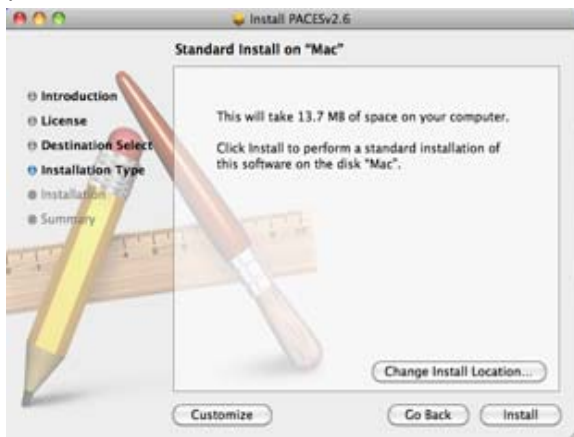 Install PACESv2.6
Standard Install on "Mac"
Introduction
License
Destination Select
Installation Type
Installation
Summary
This will take 13.7 MB of space on your computer.
Click Install to perform a standard installation of
this software on the disk "Mac".
Change Install Location...
Customize
Go Back
Install